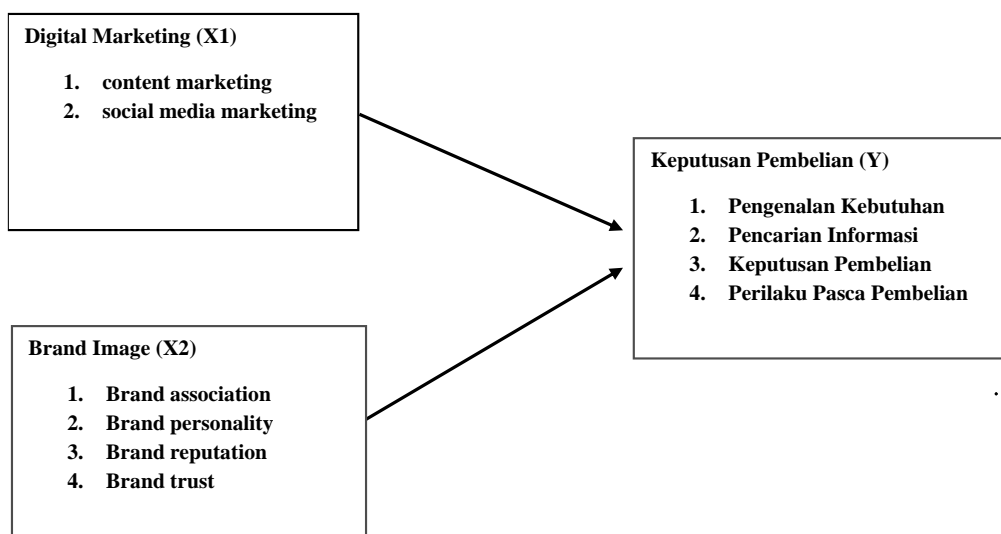 Digital Marketing (X1)
1. content marketing
2. social media marketing
Keputusan Pembelian (Y)
1. Pengenalan Kebutuhan
2. Pencarian Informasi
3. Keputusan Pembelian
4. Perilaku Pasca Pembelian
Brand Image (X2)
1. Brand association
2. Brand personality
3. Brand reputation
4. Brand trust
.